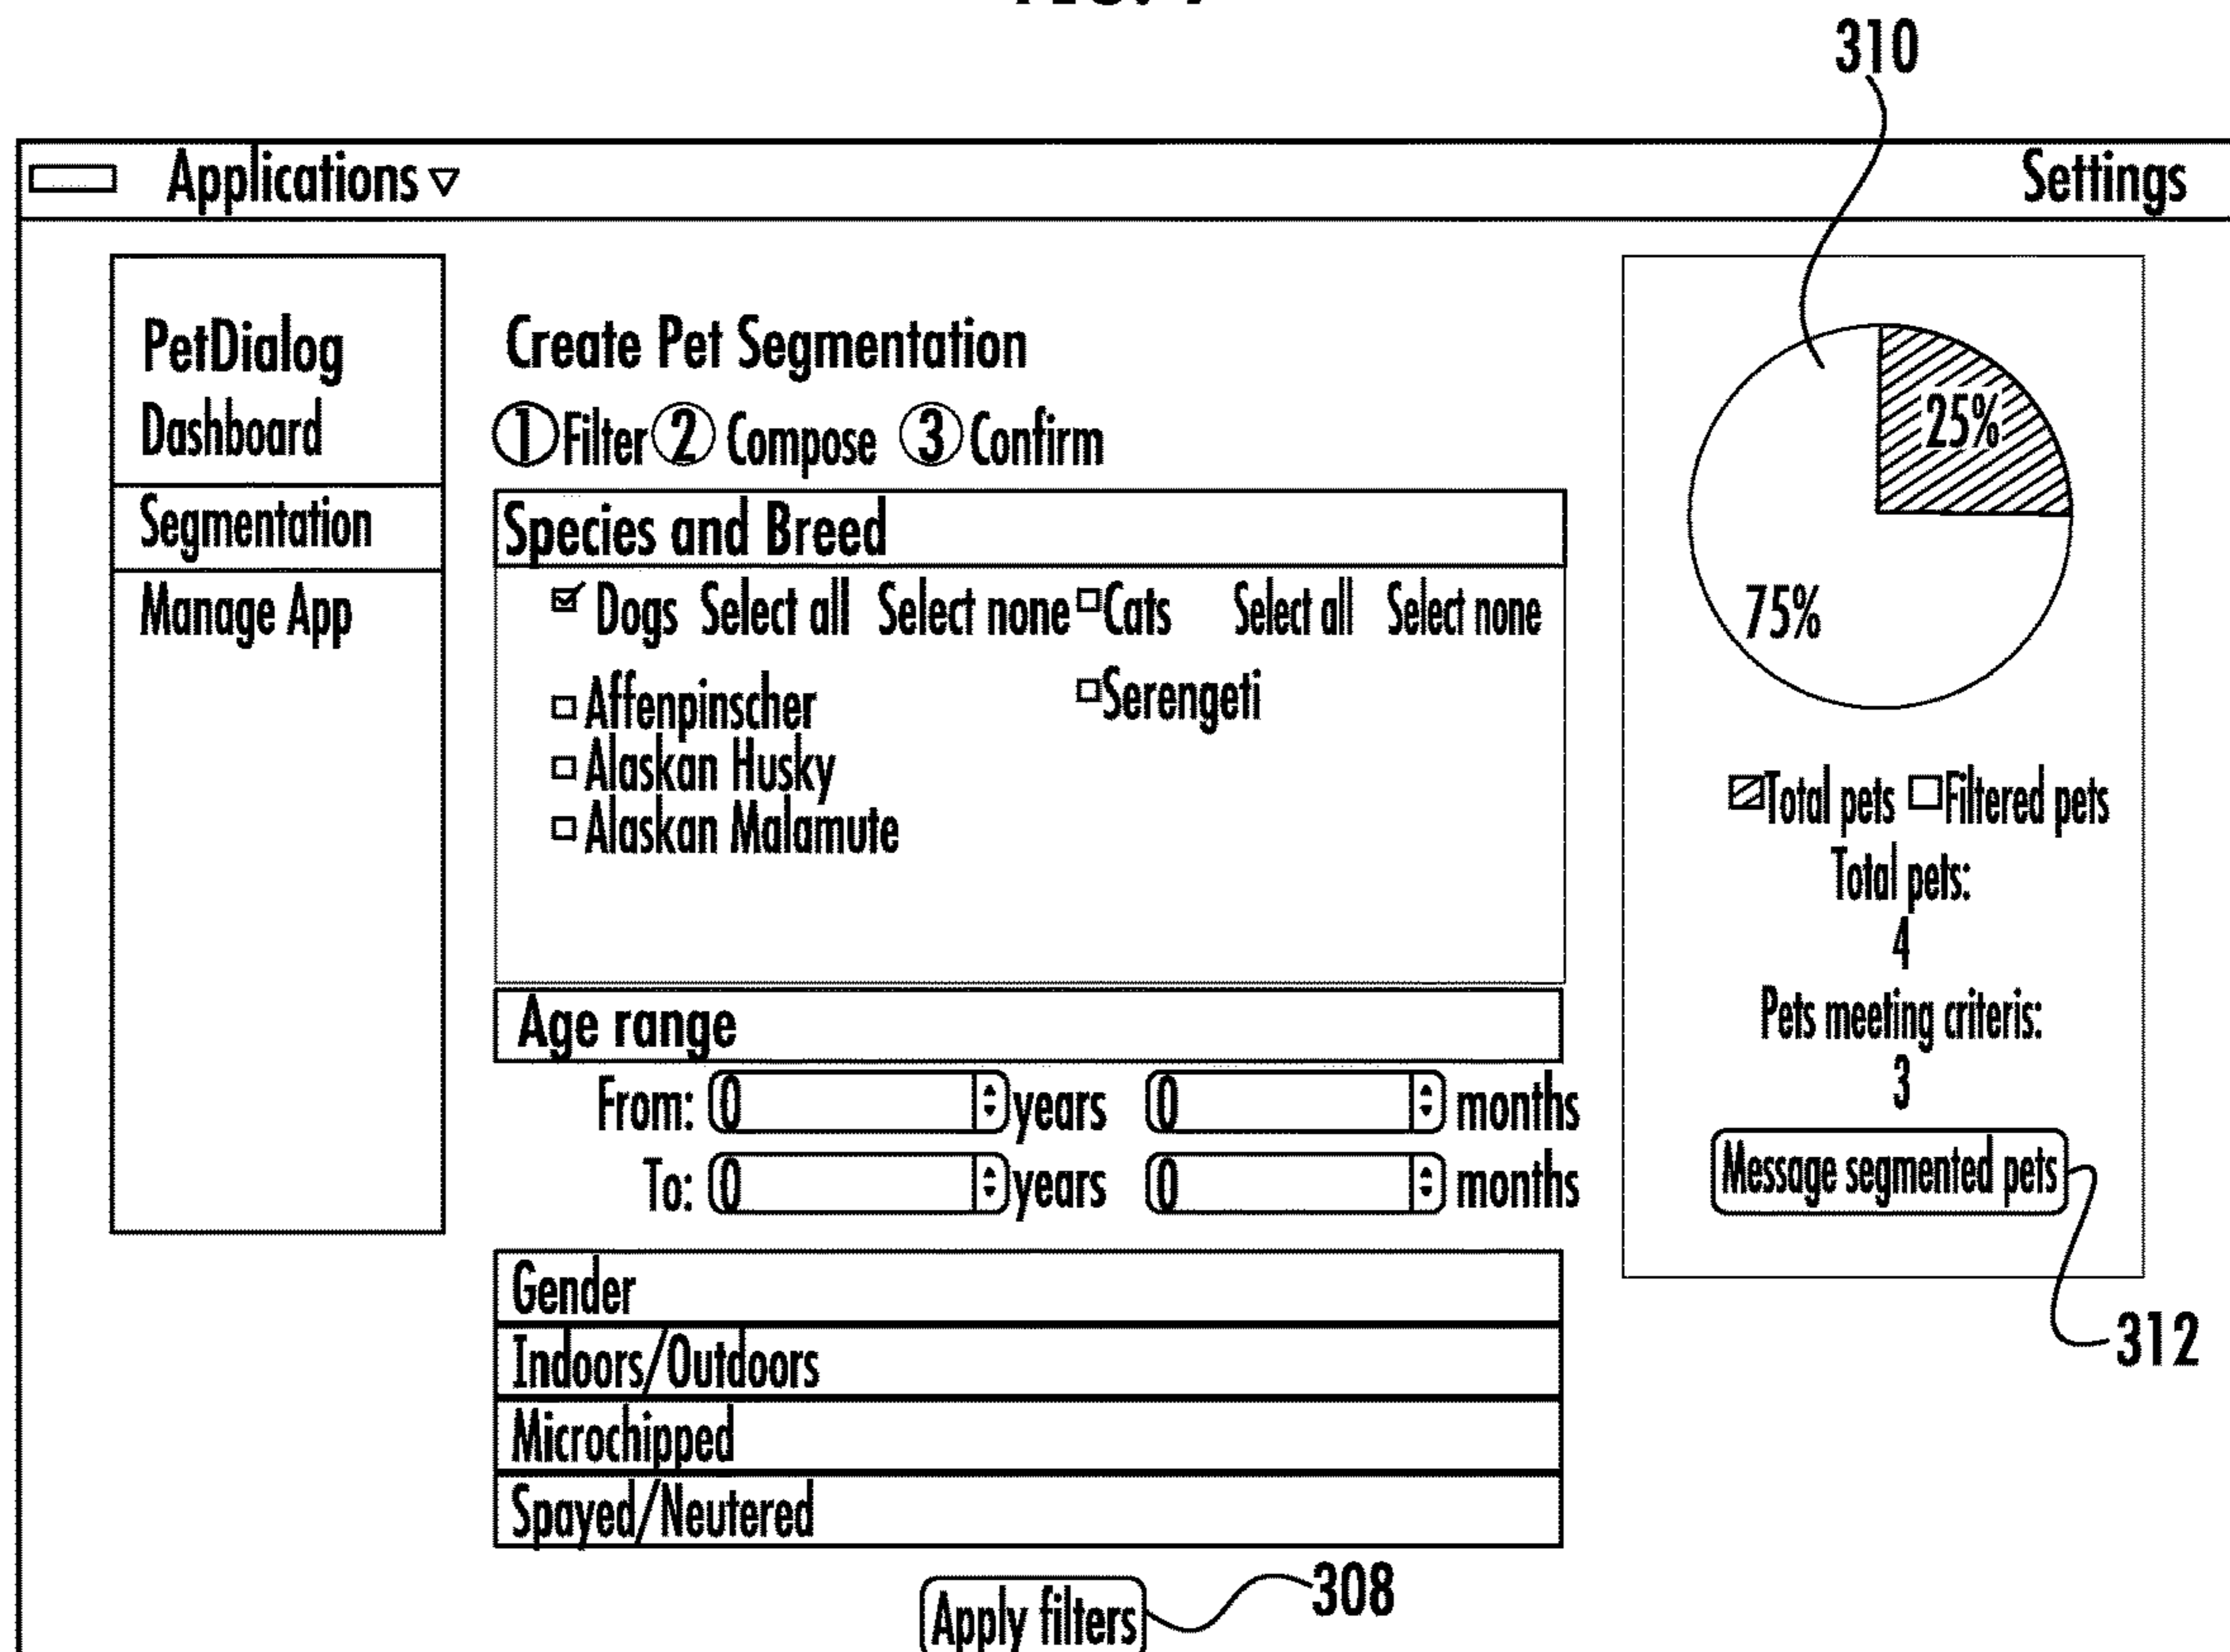 310
Applications Settings
PetDialog
Dashboard
Segmentation
Manage App
Create Pet Segmentation
1 Filter 2 Compose 3 Confirm
Species and Breed
Dogs Select all Select none Cats Select all Select none
Affenpinscher Serengeti
Alaskan Husky
Alaskan Malamute
Age range
From: 0 years 0 months
To: 0 years 0 months
Gender
Indoors/Outdoors
Microchipped
Spayed/Neutered
Apply filters 308
25%
75%
Total pets Filtered pets
Total pets:
4
Pets meeting criteris:
3
Message segmented pets
312